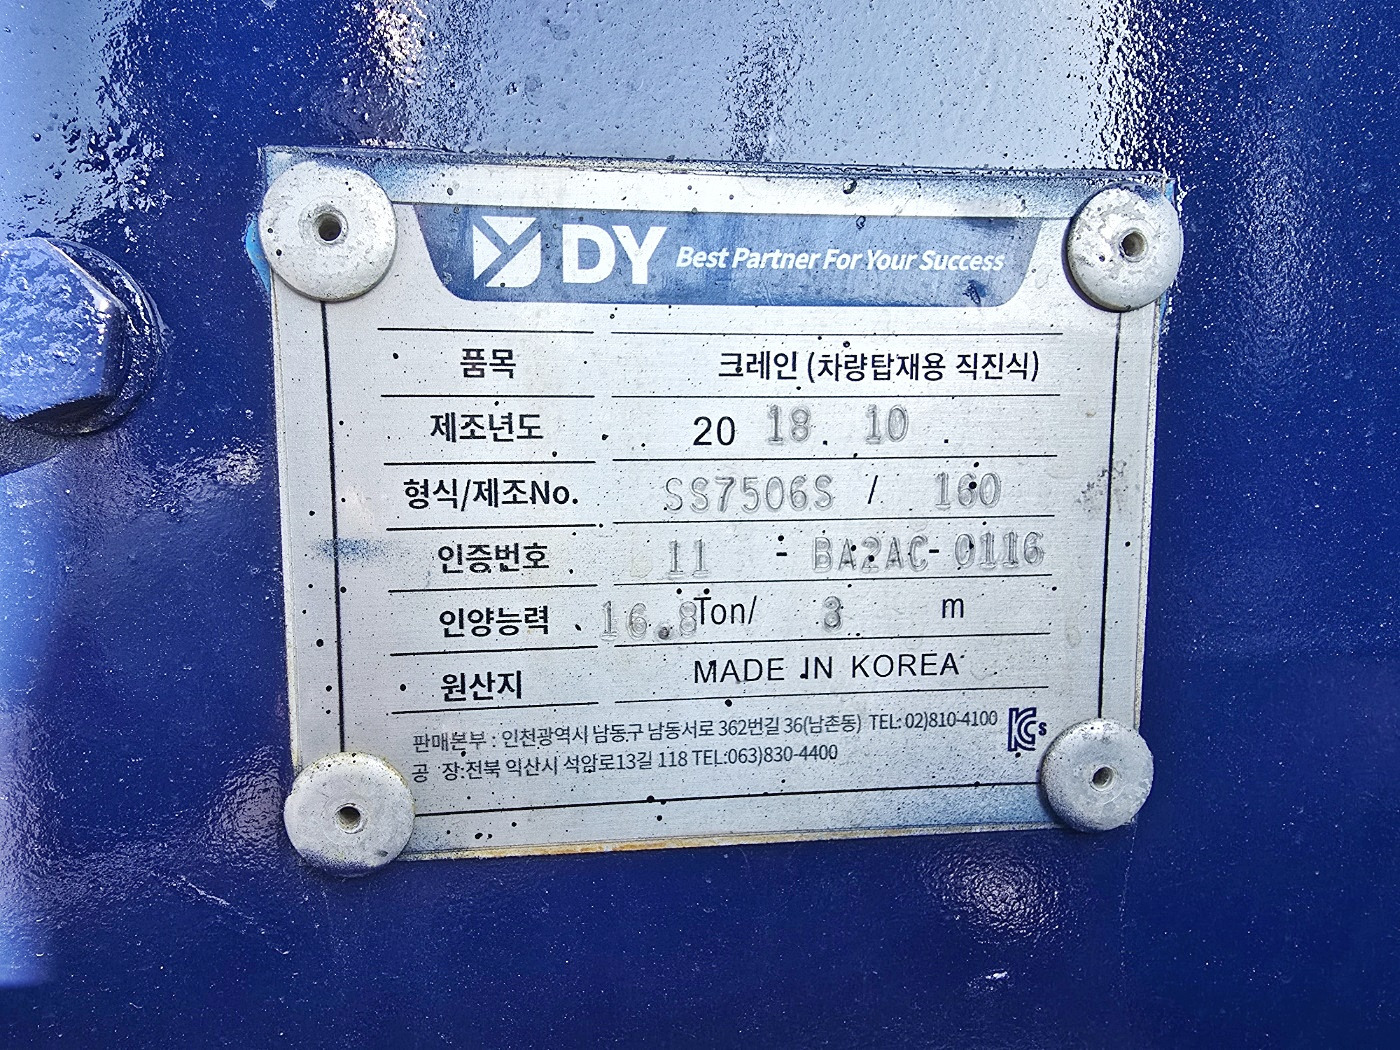 DY Best Partner For Your Success
품목 크레인 (차량탑재용 직진식)
제조년도 2018. 10.
형식/제조No. SS7506S / 160
인증번호 11 - BA2AC- 0116
인양능력 16.8Ton/ 3 m
원산지 MADE IN KOREA
판매본부 : 인천광역시 남동구 남동서로 362번길 36(남촌동) TEL: 02)810-4100
공 장:전북 익산시 석암로13길 118 TEL:063)830-4400
KCs